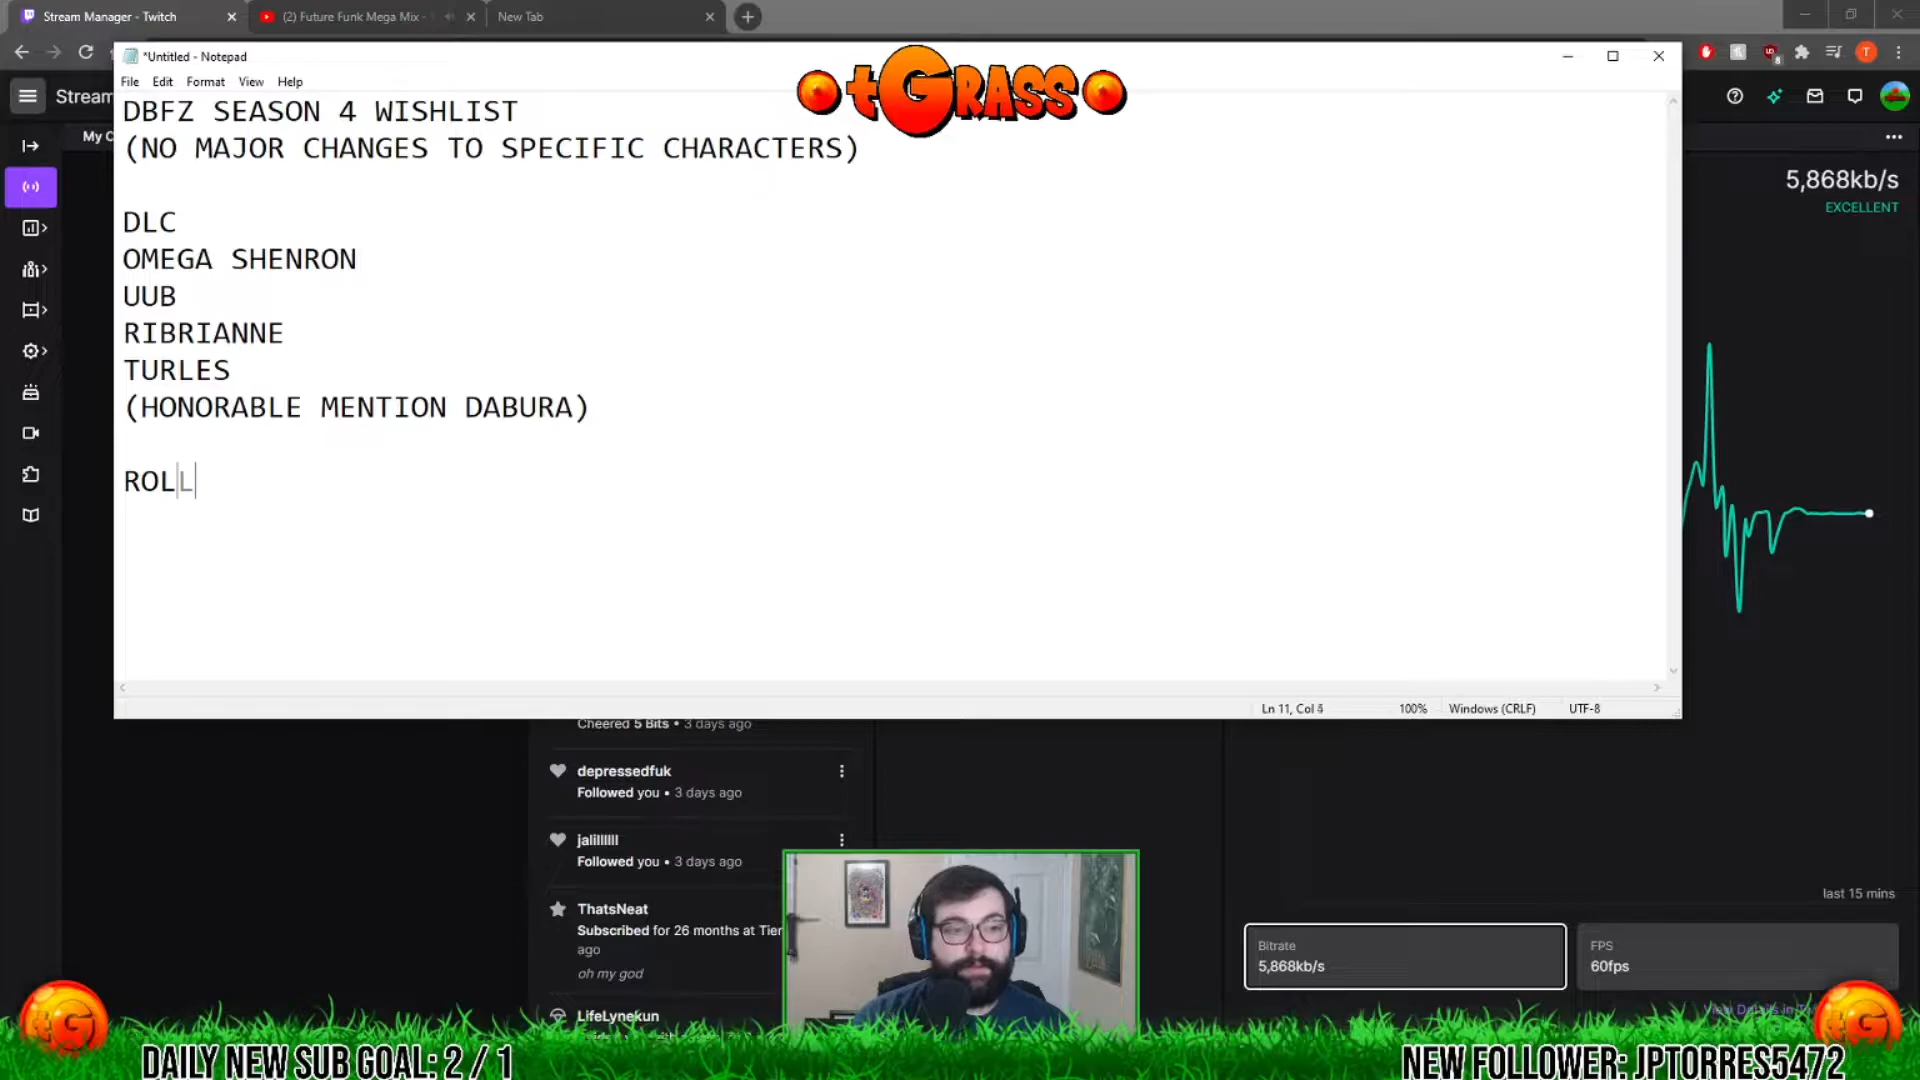 Stream Manager - Twitch
(2) Future Funk Mega Mix -
New Tab
*Untitled - Notepad
File Edit Format View Help
tGRASS
Stream
My C
DBFZ SEASON 4 WISHLIST
(NO MAJOR CHANGES TO SPECIFIC CHARACTERS)
DLC
OMEGA SHENRON
UUB
RIBRIANNE
TURLES
(HONORABLE MENTION DABURA)
ROLL
5,868kb/s
EXCELLENT
Ln 11, Col
100%
Windows (CRLF)
UTF-8
Cheered 5 Bits • 3 days ago
depressedfuk
Followed you • 3 days ago
jalilllllll
Followed you • 3 days ago
ThatsNeat
Subscribed for 26 months at Tier
ago
oh my god
LifeLynekun
last 15 mins
Bitrate
5,868kb/s
FPS
60fps
tG
tG
DAILY NEW SUB GOAL: 2 / 1
NEW FOLLOWER: JPTORRES5472